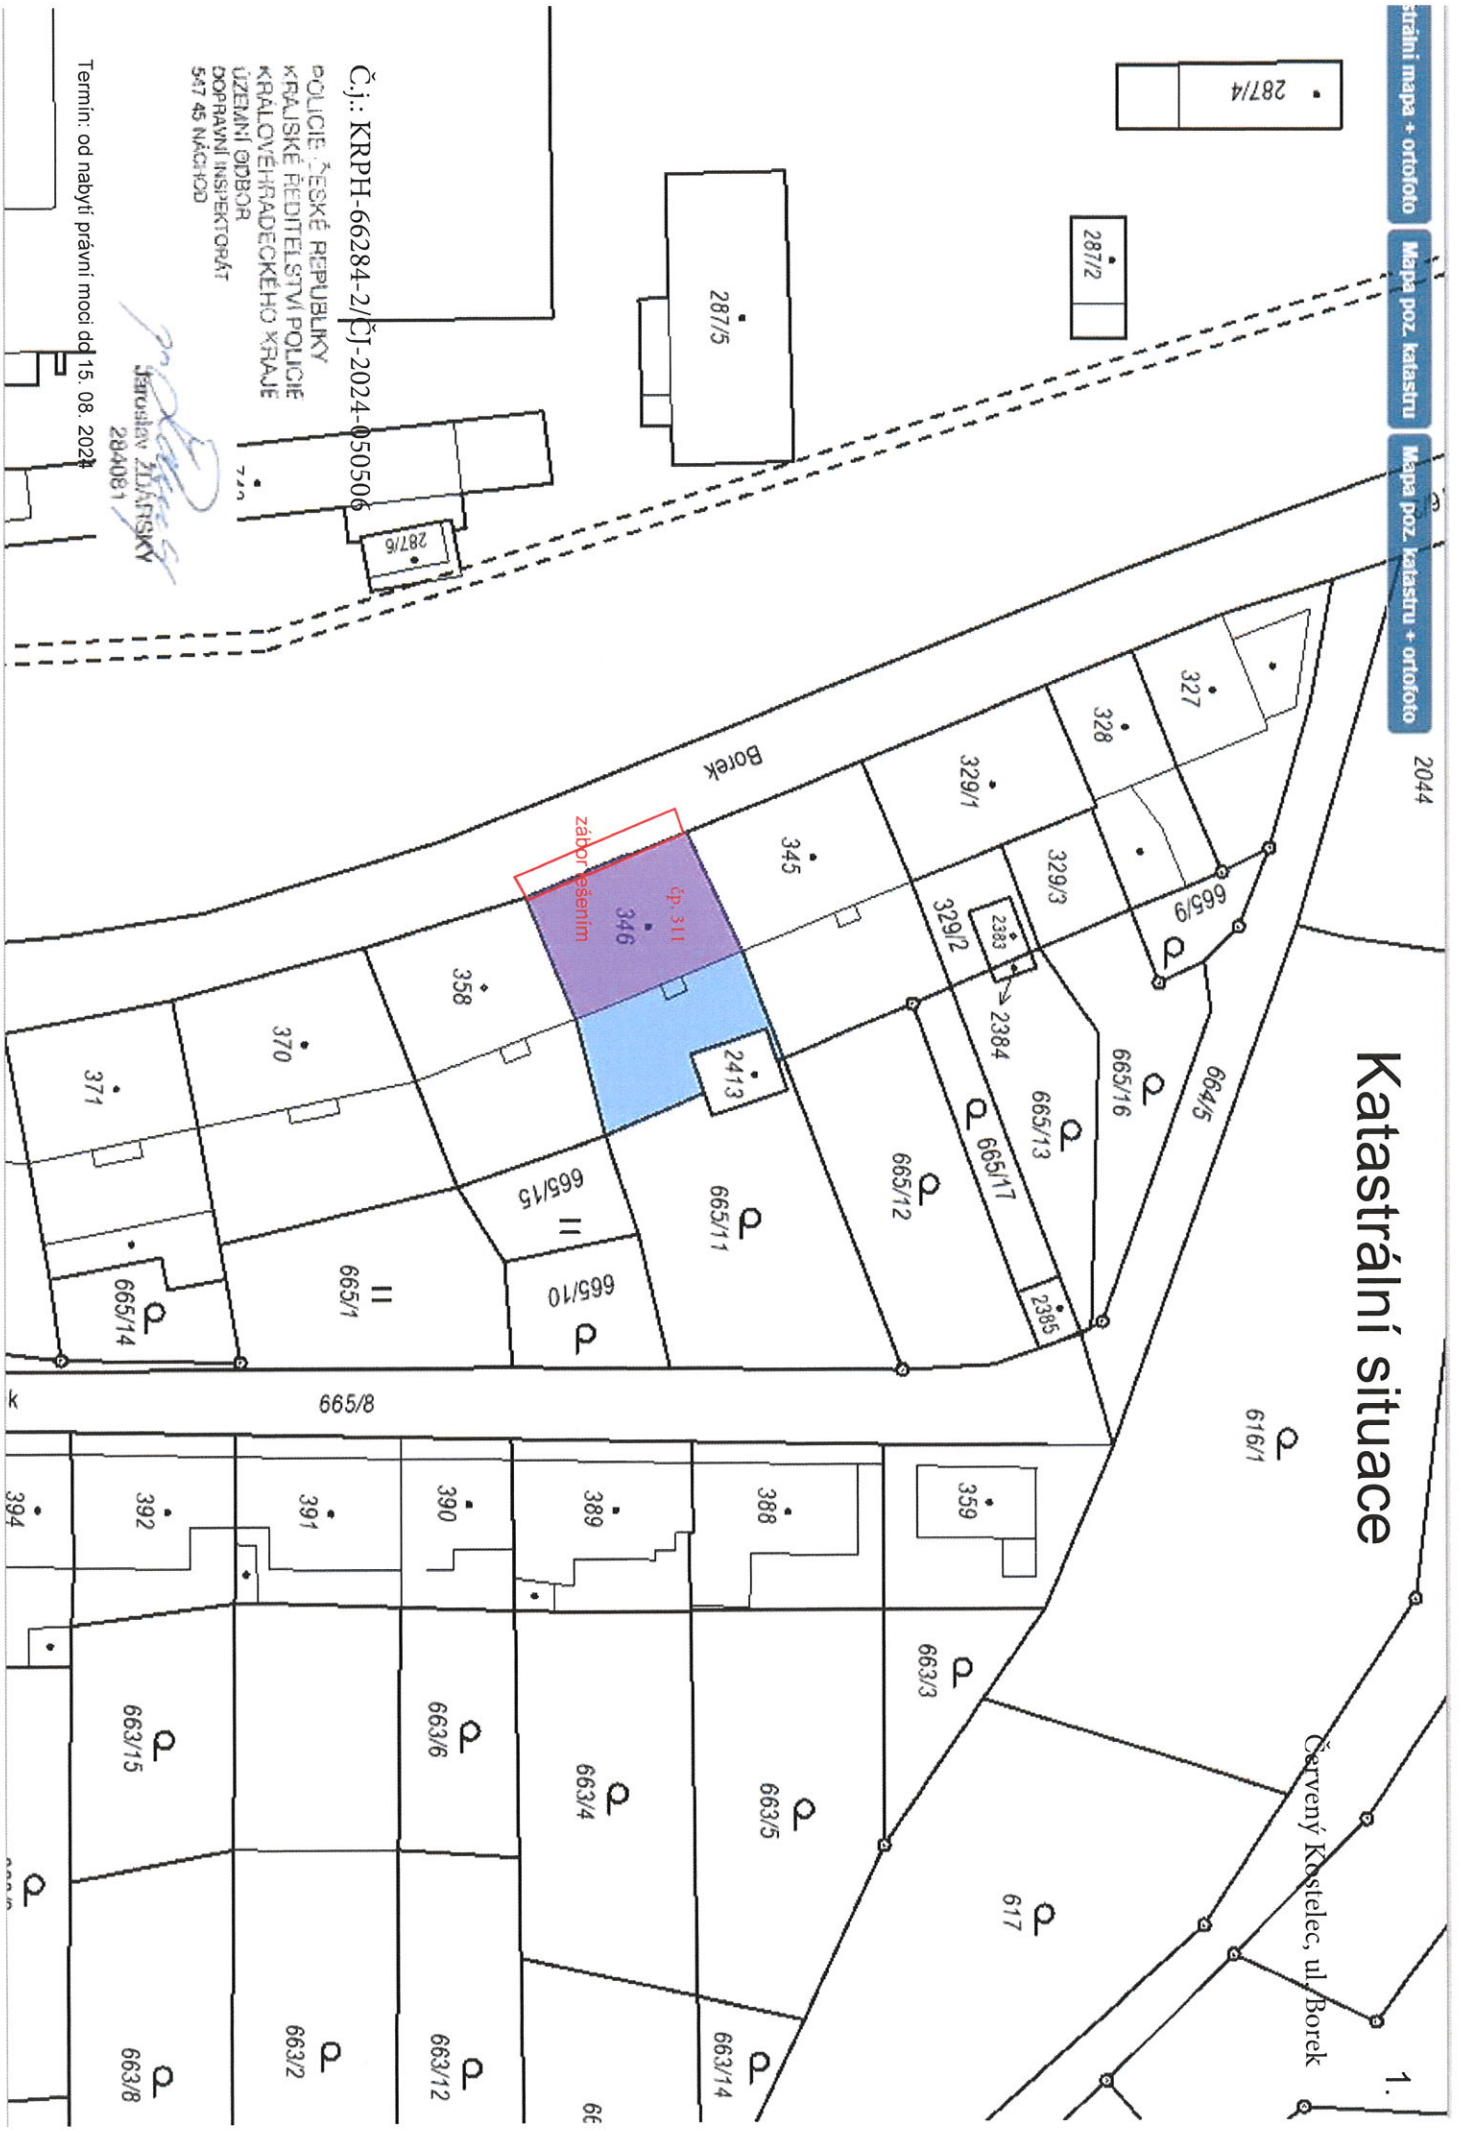 strální mapa + ortofoto
Mapa poz. katastru
Mapa poz. katastru + ortofoto
2044
Katastrální situace
1.
Červený Kostelec, ul. Borek
Č.j.: KRPH-66284-2/ČJ-2024-050506
POLICIE ČESKÉ REPUBLIKY
KRAJSKÉ ŘEDITELSTVÍ POLICIE
KRÁLOVÉHRADECKÉHO KRAJE
ÚZEMNÍ ODBOR
DOPRAVNÍ INSPEKTORÁT
547 45 NÁCHOD
Jaroslav ŽĎÁRSKÝ
284081
Termín: od nabytí právní moci do 15. 08. 2024
287/4
287/2
287/5
287/6
327
328
329/1
329/3
329/2
2383
2384
665/9
665/16
664/5
665/13
665/17
665/12
2385
616/1
Borek
345
čp. 311
346
zábor lešením
2413
665/11
358
665/15
665/10
370
665/1
371
665/14
665/8
k
359
388
389
390
391
392
394
663/3
663/5
663/4
663/6
663/15
617
663/14
66
663/12
663/2
663/8